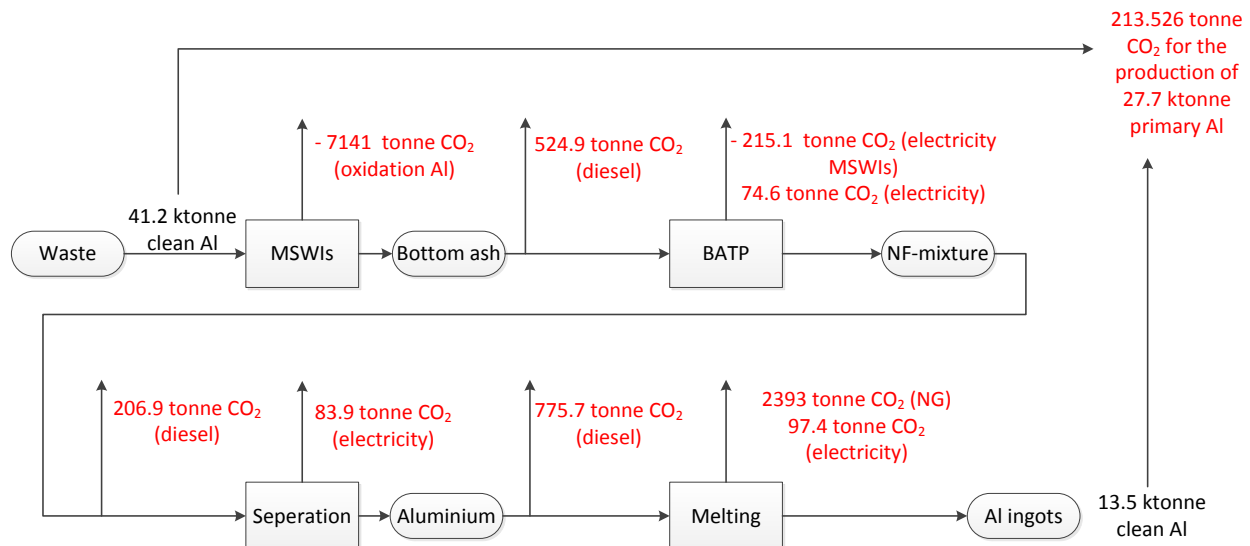 213.526 tonne
CO₂ for the
production of
27.7 ktonne
primary Al
- 7141 tonne CO₂
(oxidation Al)
524.9 tonne CO₂
(diesel)
- 215.1 tonne CO₂ (electricity
MSWIs)
74.6 tonne CO₂ (electricity)
41.2 ktonne
clean Al
Waste
MSWIs
Bottom ash
BATP
NF-mixture
206.9 tonne CO₂
(diesel)
83.9 tonne CO₂
(electricity)
775.7 tonne CO₂
(diesel)
2393 tonne CO₂ (NG)
97.4 tonne CO₂
(electricity)
Seperation
Aluminium
Melting
Al ingots
13.5 ktonne
clean Al